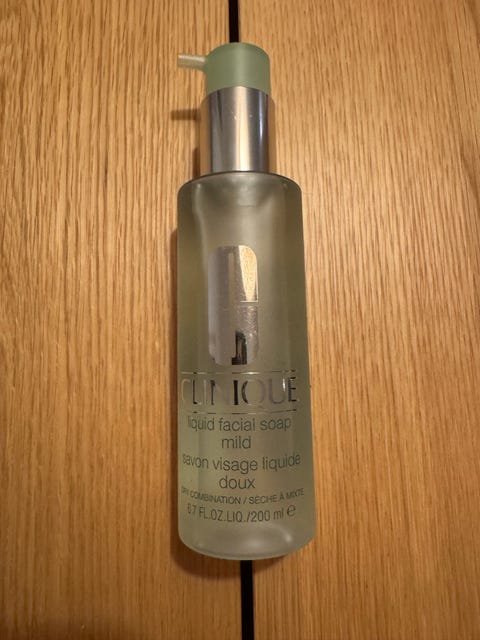 CLINIQUE
liquid facial soap
mild
savon visage liquide
doux
DRY COMBINATION / SÈCHE À MIXTE
6.7 FL.OZ.LIQ./200 ml ℮